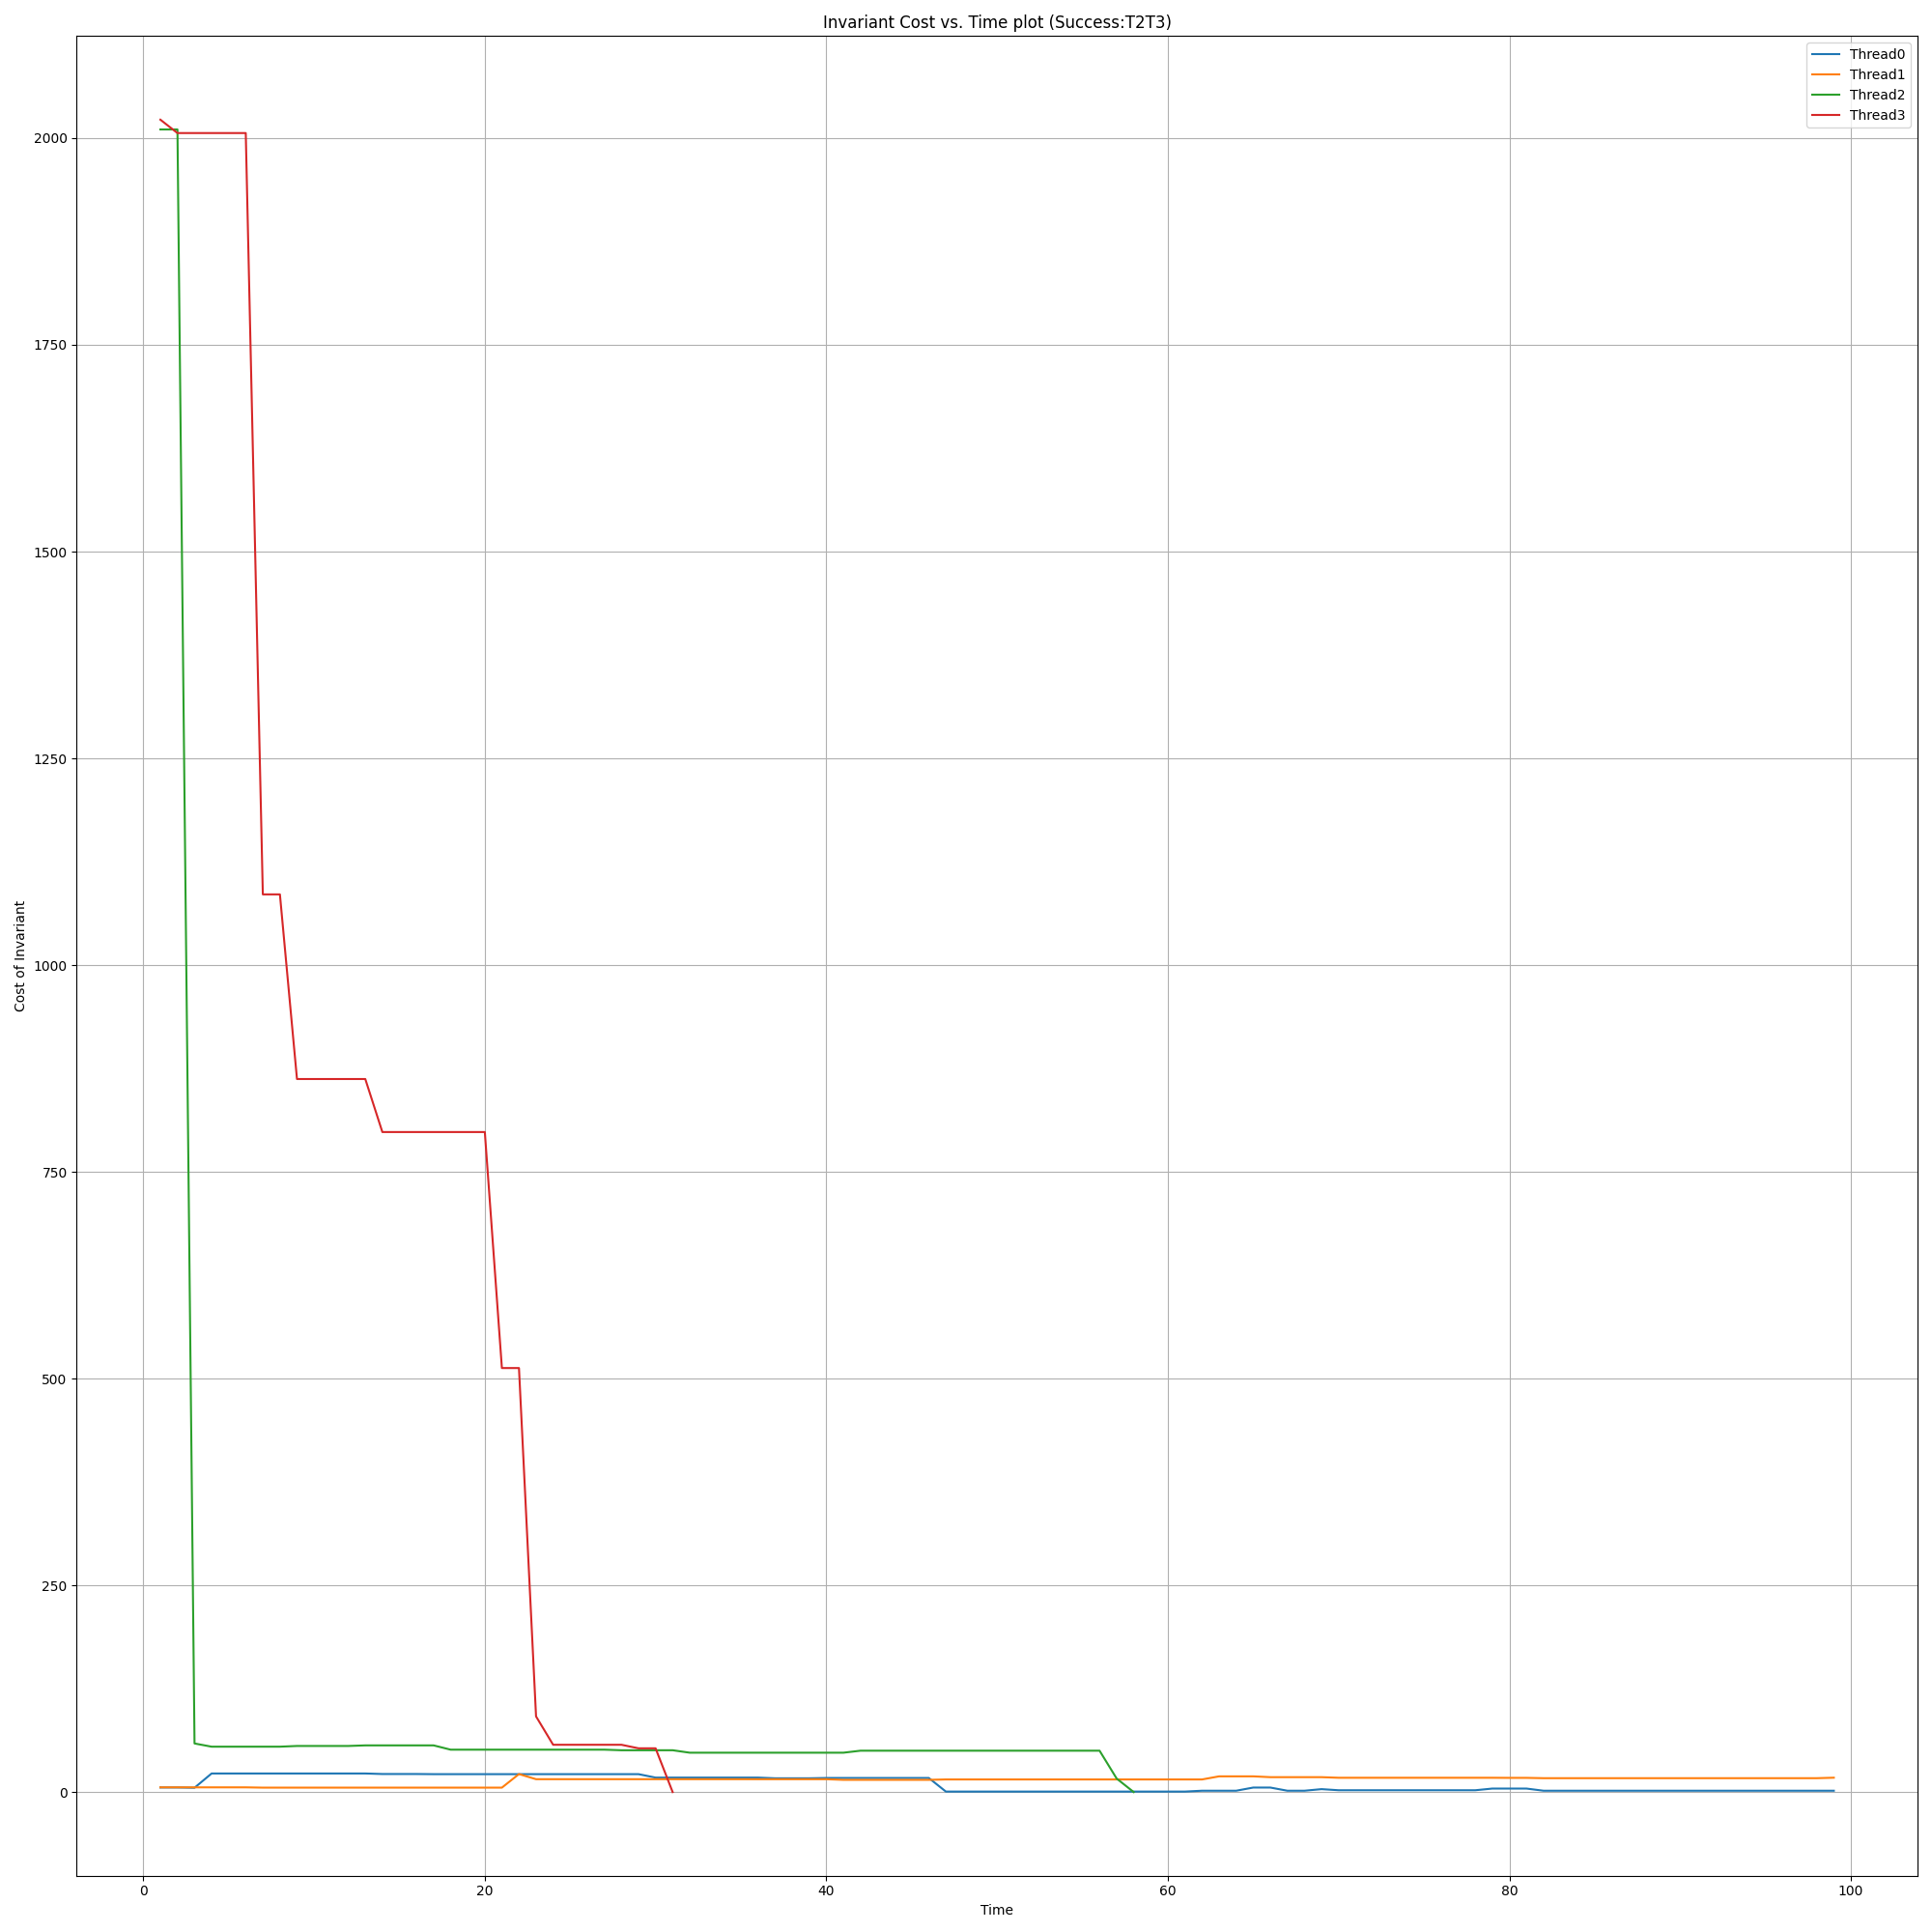 Invariant Cost vs. Time plot (Success:T2T3)
Thread0
Thread1
Thread2
Thread3
2000
1750
1500
1250
1000
750
500
250
0
Cost of Invariant
0 20 40 60 80 100
Time